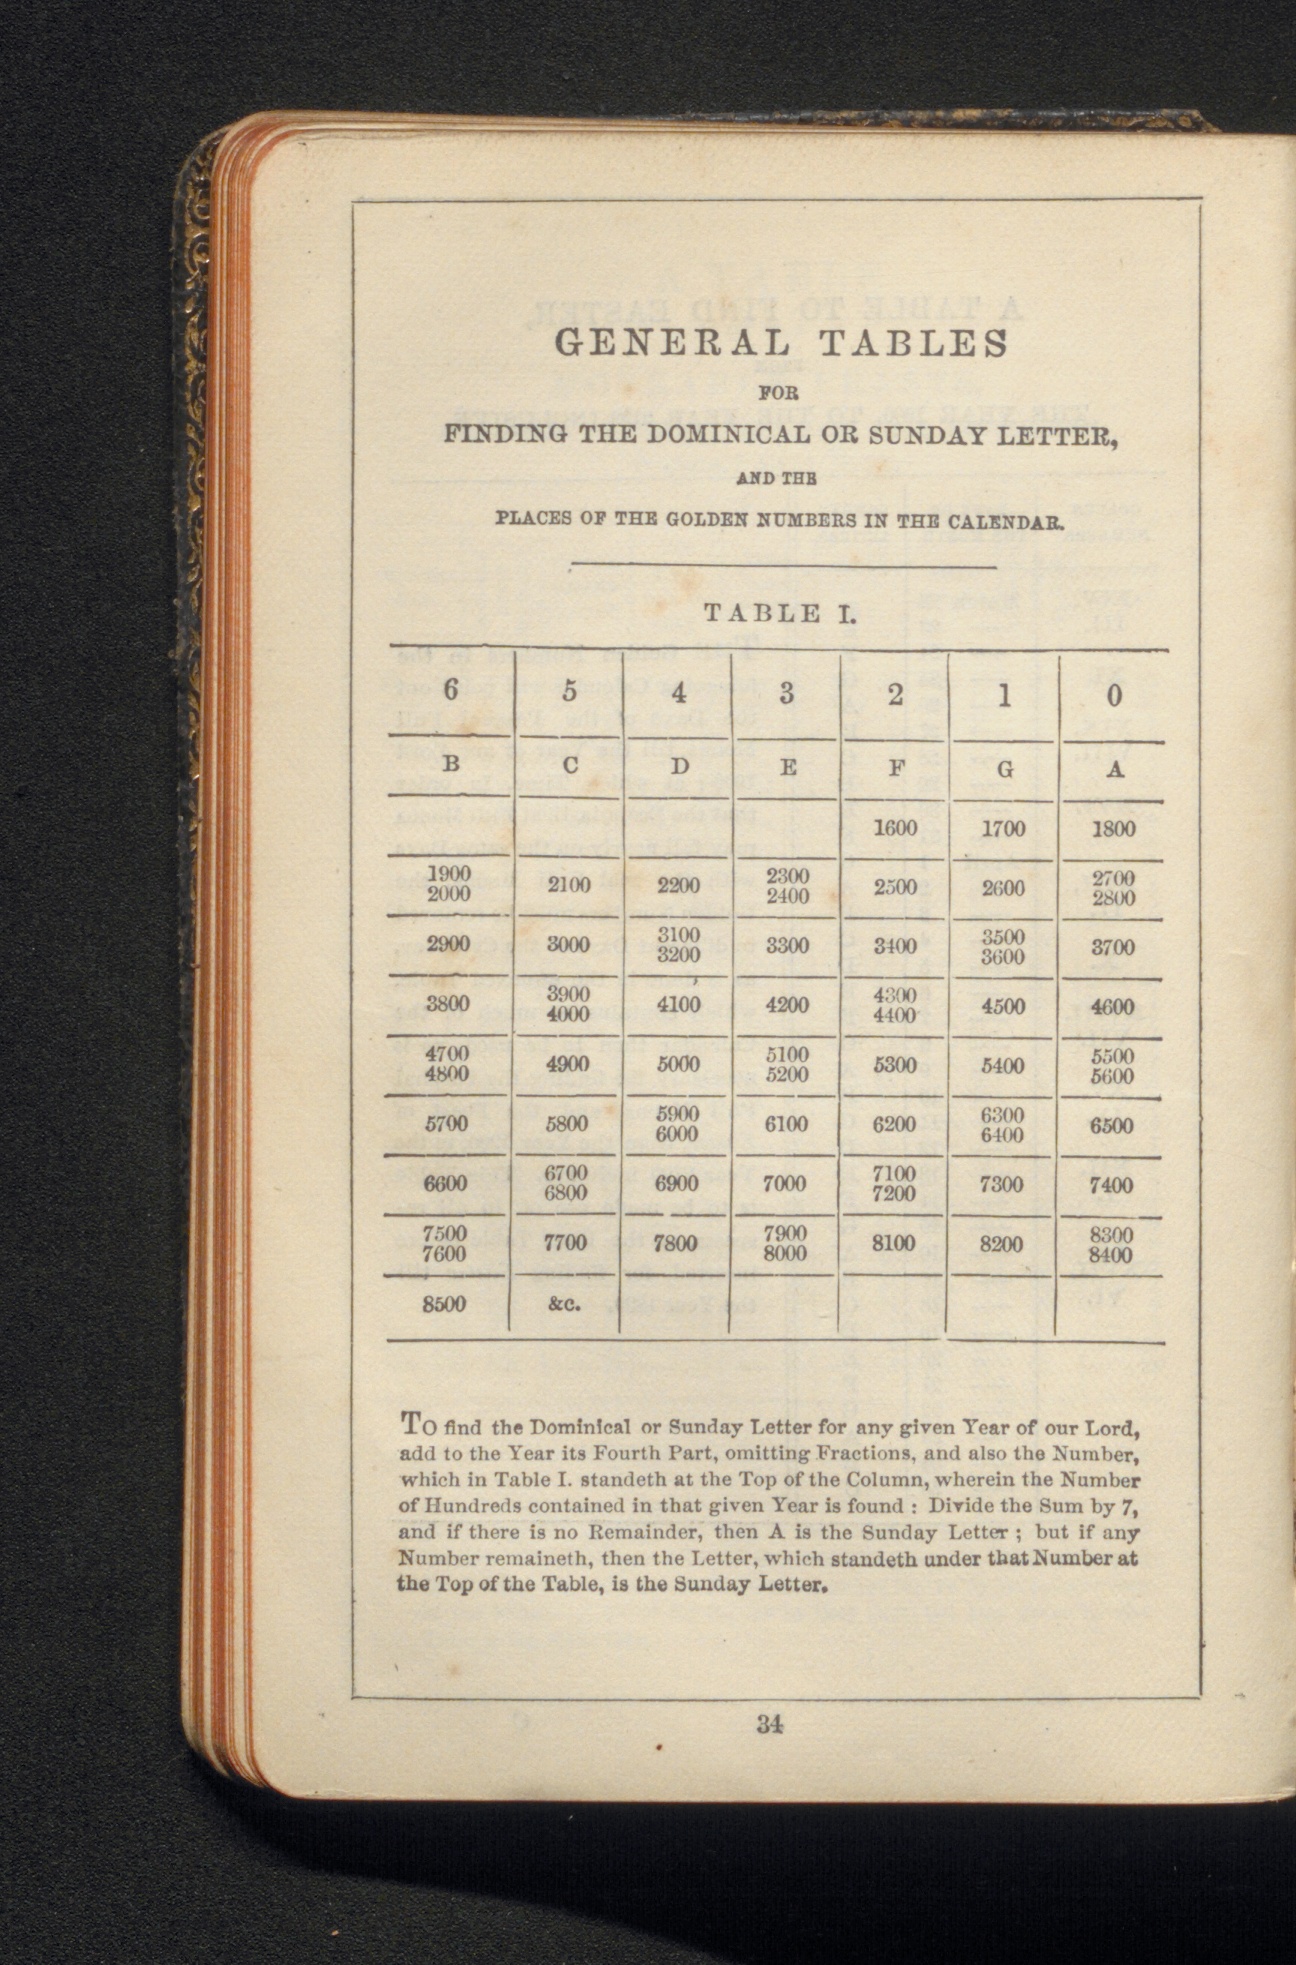 GENERAL TABLES
FOR
FINDING THE DOMINICAL OR SUNDAY LETTER,
AND THE
PLACES OF THE GOLDEN NUMBERS IN THE CALENDAR.
TABLE I.
6 5 4 3 2 1 0
B C D E F G A
1600 1700 1800
1900 2000 2100 2200 2300 2400 2500 2600 2700 2800
2900 3000 3100 3200 3300 3400 3500 3600 3700
3800 3900 4000 4100 4200 4300 4400 4500 4600
4700 4800 4900 5000 5100 5200 5300 5400 5500 5600
5700 5800 5900 6000 6100 6200 6300 6400 6500
6600 6700 6800 6900 7000 7100 7200 7300 7400
7500 7600 7700 7800 7900 8000 8100 8200 8300 8400
8500 &c.
To find the Dominical or Sunday Letter for any given Year of our Lord,
add to the Year its Fourth Part, omitting Fractions, and also the Number,
which in Table I. standeth at the Top of the Column, wherein the Number
of Hundreds contained in that given Year is found : Divide the Sum by 7,
and if there is no Remainder, then A is the Sunday Letter ; but if any
Number remaineth, then the Letter, which standeth under that Number at
the Top of the Table, is the Sunday Letter.
34